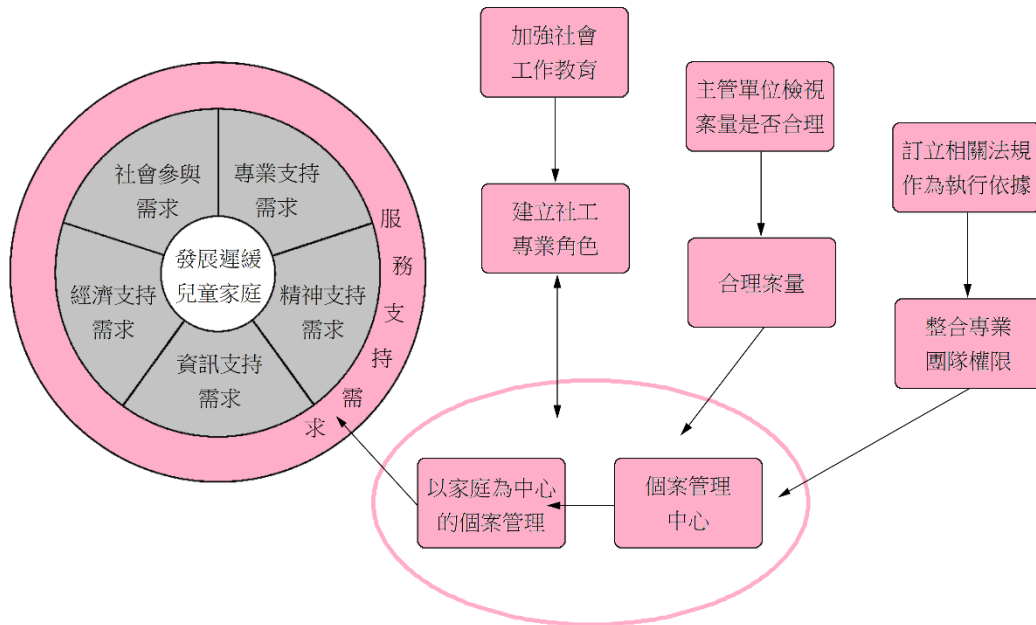 加強社會
工作教育
主管單位檢視
案量是否合理
訂立相關法規
作為執行依據
社會參與
需求
專業支持
需求
服務支持需求
建立社工
專業角色
發展遲緩
兒童家庭
經濟支持
需求
精神支持
需求
合理案量
資訊支持
需求
整合專業
團隊權限
以家庭為中心
的個案管理
個案管理
中心